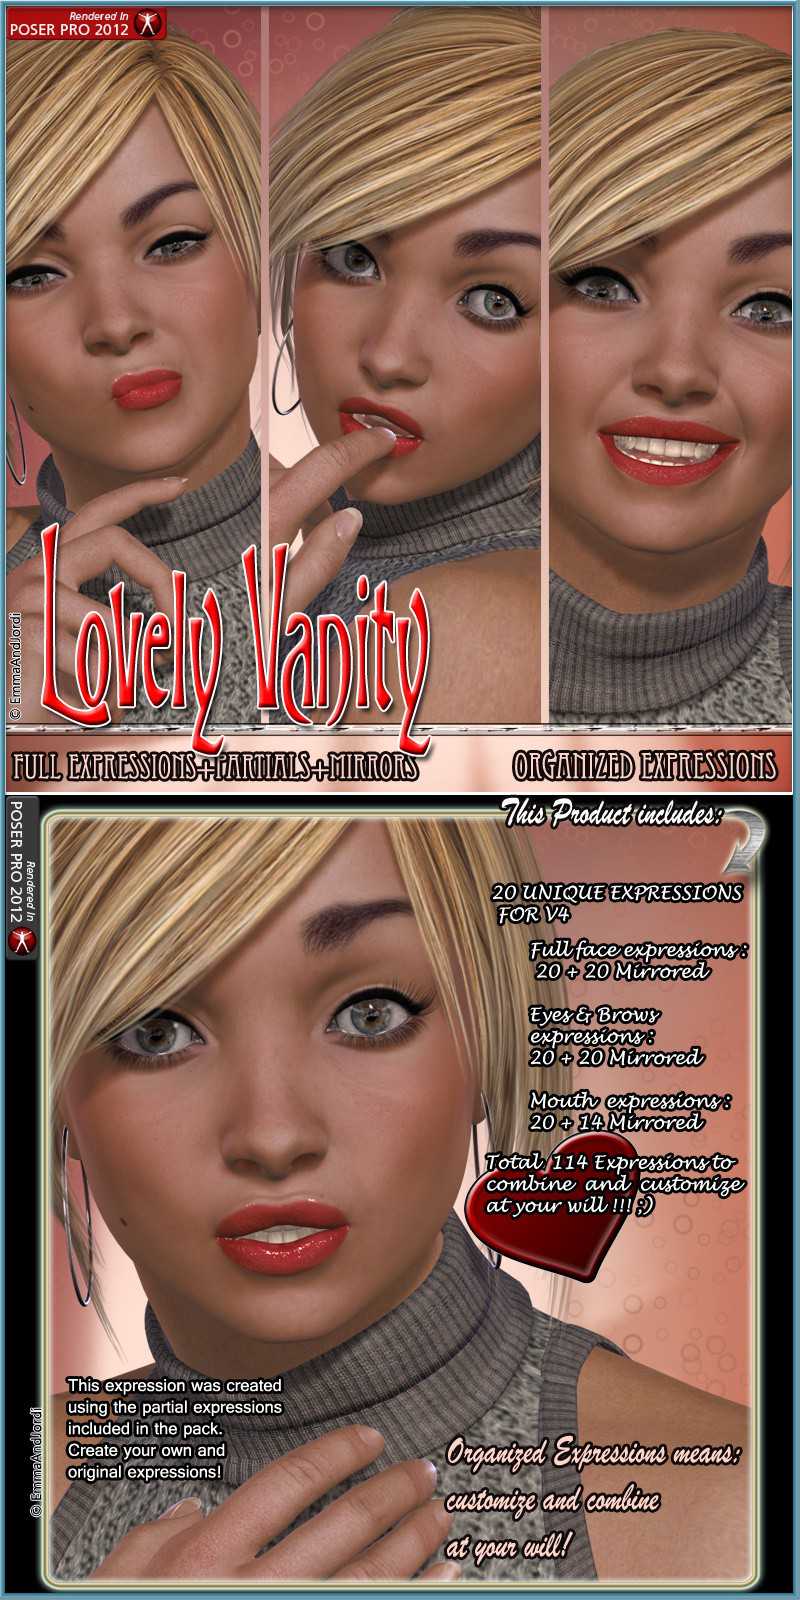 Rendered In
POSER PRO 2012
© EmmaAndJordi
Lovely Vanity
FULL EXPRESSIONS+PARTIALS+MIRRORS
ORGANIZED EXPRESSIONS
Rendered In
POSER PRO 2012
This Product includes:
20 UNIQUE EXPRESSIONS
FOR V4
Full face expressions :
20 + 20 Mirrored
Eyes & Brows
expressions :
20 + 20 Mirrored
Mouth expressions :
20 + 14 Mirrored
Total 114 Expressions to
combine and customize
at your will !!! ;)
This expression was created
using the partial expressions
included in the pack.
Create your own and
original expressions!
© EmmaAndJordi
Organized Expressions means:
customize and combine
at your will!